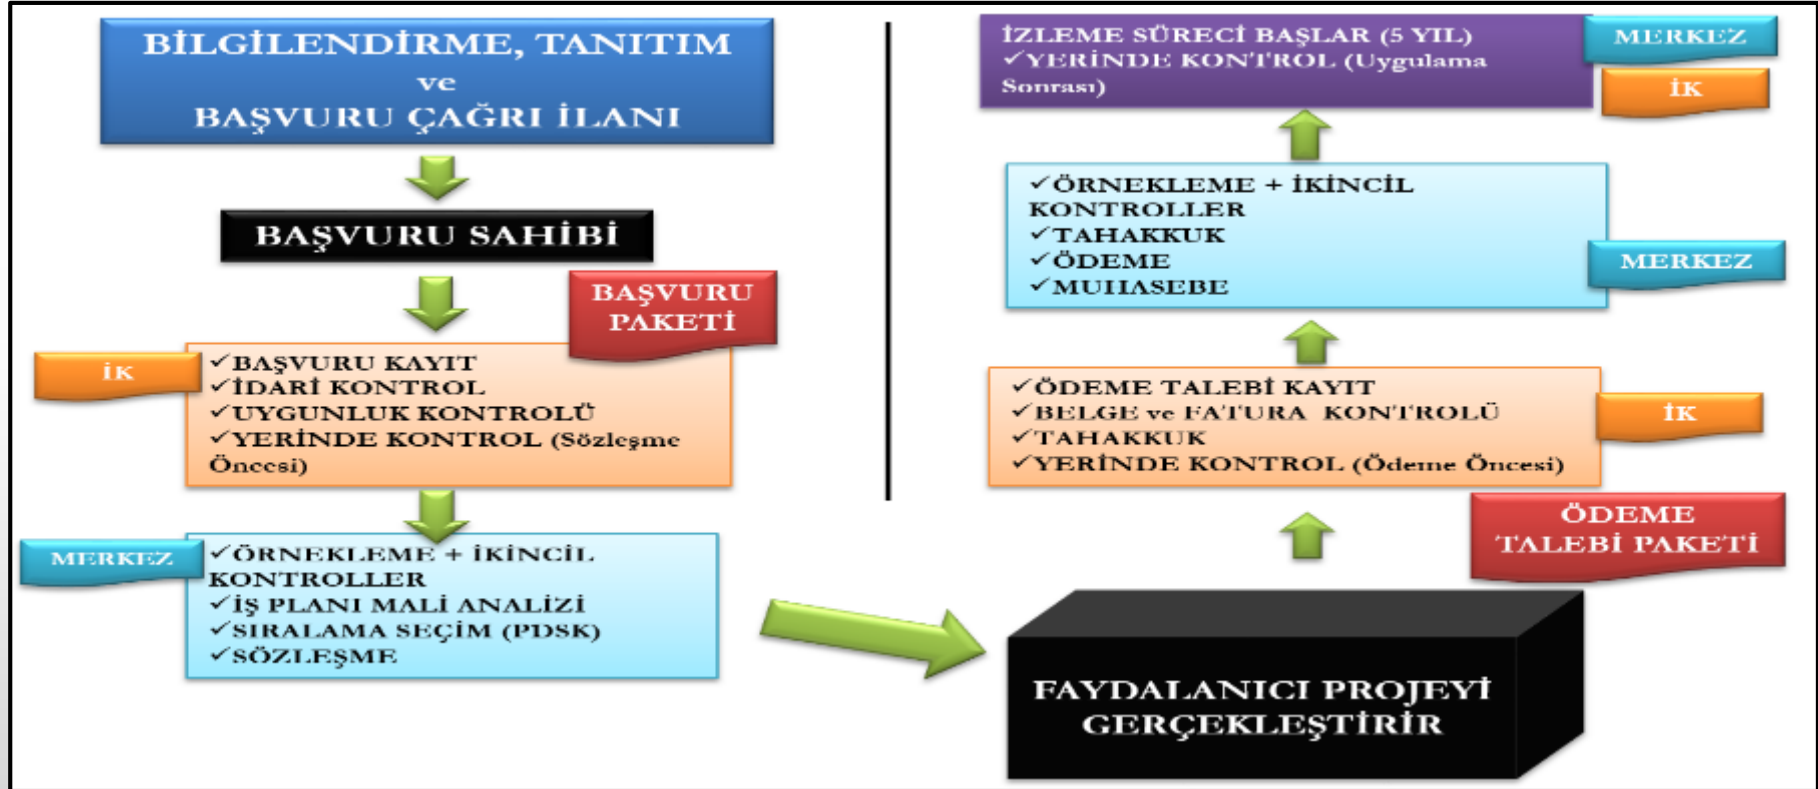 BİLGİLENDİRME, TANITIM
ve
BAŞVURU ÇAĞRI İLANI
BAŞVURU SAHİBİ
BAŞVURU
PAKETİ
İK
✓BAŞVURU KAYIT
✓İDARİ KONTROL
✓UYGUNLUK KONTROLÜ
✓YERİNDE KONTROL (Sözleşme
Öncesi)
MERKEZ
✓ÖRNEKLEME + İKİNCİL
KONTROLLER
✓İŞ PLANI MALİ ANALİZİ
✓SIRALAMA SEÇİM (PDSK)
✓SÖZLEŞME
FAYDALANICI PROJEYİ
GERÇEKLEŞTİRİR
ÖDEME
TALEBİ PAKETİ
✓ÖDEME TALEBİ KAYIT
✓BELGE ve FATURA KONTROLÜ
✓TAHAKKUK
✓YERİNDE KONTROL (Ödeme Öncesi)
İK
✓ÖRNEKLEME + İKİNCİL
KONTROLLER
✓TAHAKKUK
✓ÖDEME
✓MUHASEBE
MERKEZ
İZLEME SÜRECİ BAŞLAR (5 YIL)
✓YERİNDE KONTROL (Uygulama
Sonrası)
MERKEZ
İK